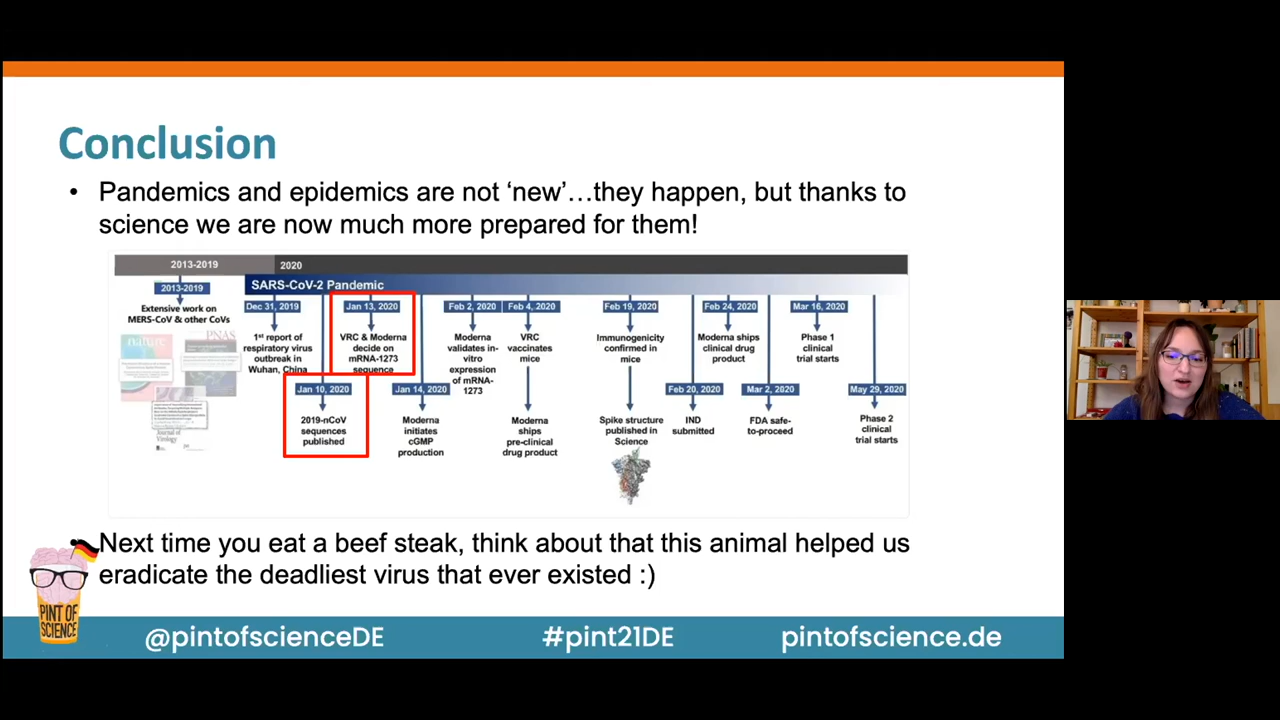 Conclusion
• Pandemics and epidemics are not ‘new’…they happen, but thanks to
science we are now much more prepared for them!
2013-2019
2020
SARS-CoV-2 Pandemic
2013-2019
Extensive work on
MERS-CoV & other CoVs
nature
PNAS
Journal of
Virology
Dec 31, 2019
1st report of
respiratory virus
outbreak in
Wuhan, China
Jan 10, 2020
2019-nCoV
sequences
published
Jan 13, 2020
VRC & Moderna
decide on
mRNA-1273
sequence
Jan 14, 2020
Moderna
initiates
cGMP
production
Feb 2, 2020
Moderna
validates in-
vitro
expression
of mRNA-
1273
Feb 4, 2020
VRC
vaccinates
mice
Moderna
ships
pre-clinical
drug product
Feb 19, 2020
Immunogenicity
confirmed in
mice
Spike structure
published in
Science
Feb 20, 2020
IND
submitted
Feb 24, 2020
Moderna ships
clinical drug
product
Mar 2, 2020
FDA safe-
to-proceed
Mar 16, 2020
Phase 1
clinical
trial starts
May 29, 2020
Phase 2
clinical
trial starts
Next time you eat a beef steak, think about that this animal helped us
eradicate the deadliest virus that ever existed :)
PINT OF
SCIENCE
@pintofscienceDE
#pint21DE
pintofscience.de